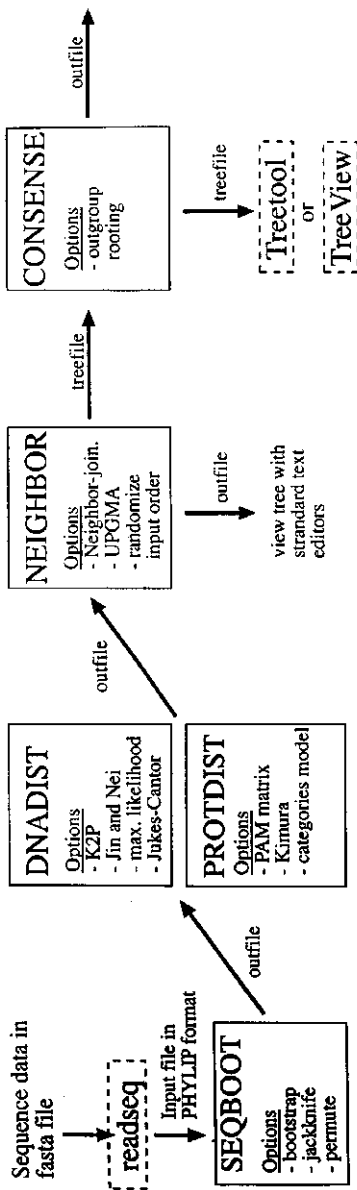 Sequence data in
fasta file
readseq
Input file in
PHYLIP format
SEQBOOT
Options
- bootstrap
- jackknife
- permute
outfile
DNADIST
Options
- K2P
- Jin and Nei
- max. likelihood
- Jukes-Cantor
PROTDIST
Options
- PAM matrix
- Kimura
- categories model
outfile
NEIGHBOR
Options
- Neighbor-join.
- UPGMA
- randomize
input order
outfile
view tree with
strandard text
editors
treefile
CONSENSE
Options
- outgroup
rooting
outfile
treefile
Treetool
or
TreeView